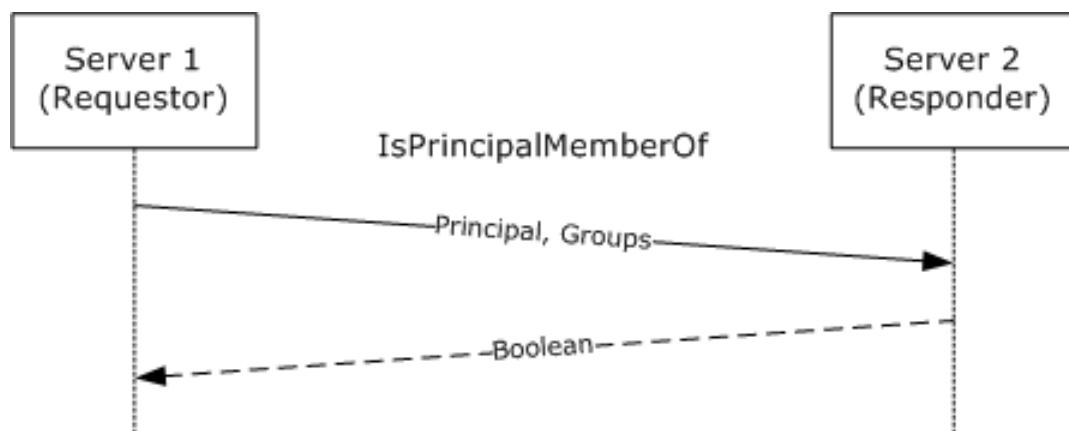 Server 1
(Requestor)
Server 2
(Responder)
IsPrincipalMemberOf
Principal, Groups
Boolean